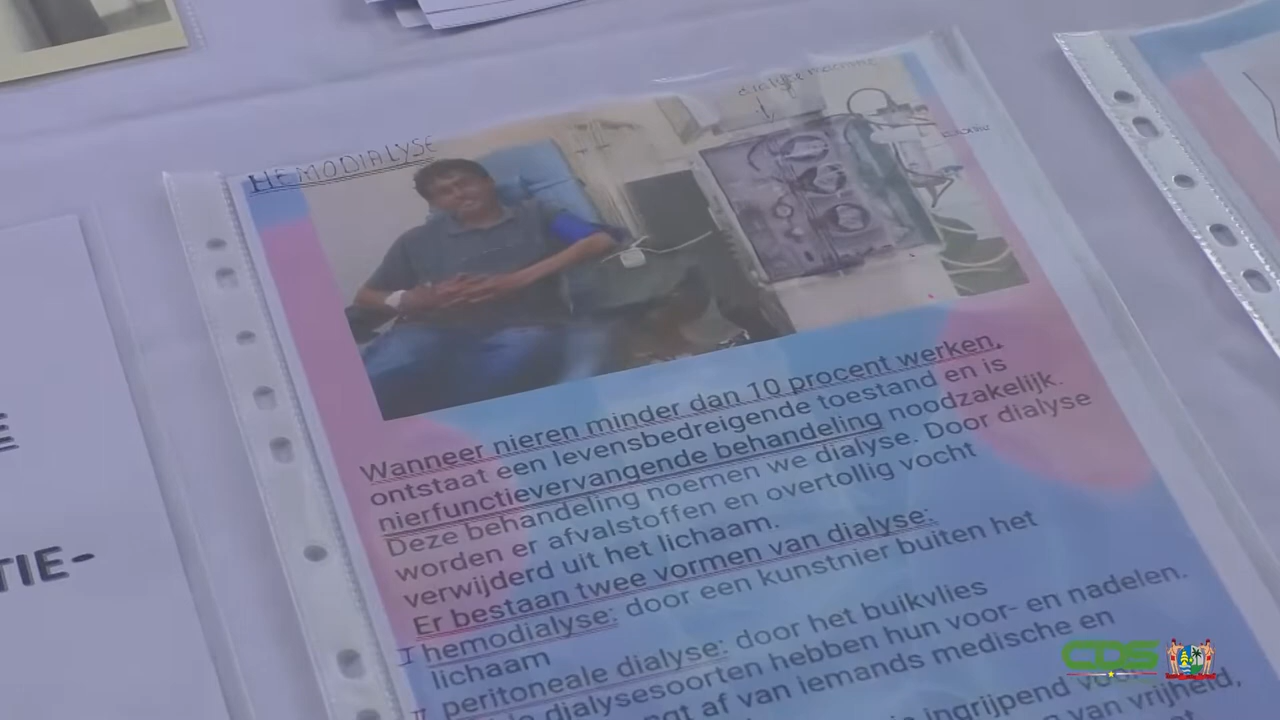 HEMODIALYSE
dialyse machine
Wanneer nieren minder dan 10 procent werken,
ontstaat een levensbedreigende toestand en is
nierfunctievervangende behandeling noodzakelijk.
Deze behandeling noemen we dialyse. Door dialyse
worden er afvalstoffen en overtollig vocht
verwijderd uit het lichaam.
Er bestaan twee vormen van dialyse:
I hemodialyse: door een kunstnier buiten het
lichaam
II peritoneale dialyse: door het buikvlies
dialysesoorten hebben hun voor- en nadelen.
af van iemands medische en
ingrijpend
van vrijheid,
E
TIE-
CDS